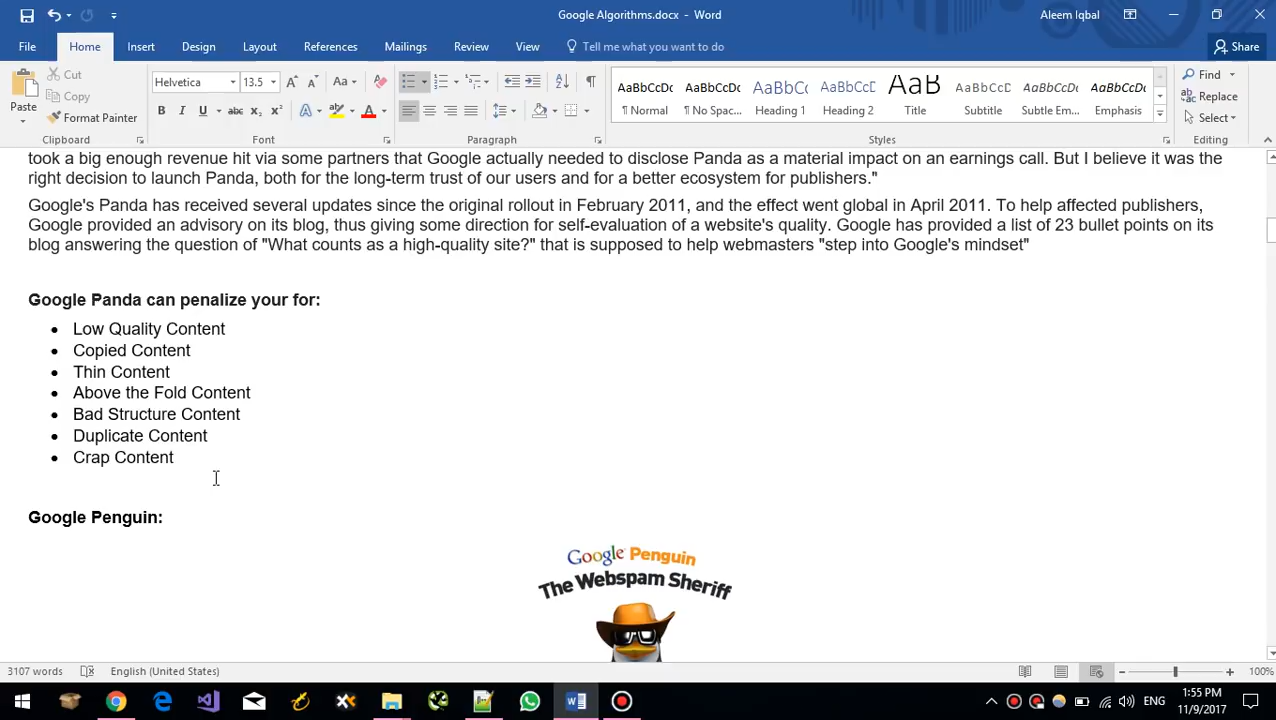 Google Algorithms.docx - Word
Aleem Iqbal
File
Home
Insert
Design
Layout
References
Mailings
Review
View
Tell me what you want to do
Share
Paste
Cut
Copy
Format Painter
Clipboard
Helvetica
13.5
Font
Paragraph
AaBbCcDc
¶ Normal
AaBbCcDc
¶ No Spac...
AaBbCc
Heading 1
AaBbCcD
Heading 2
AaB
Title
AaBbCcD
Subtitle
AaBbCcDc
Subtle Em...
AaBbCcDc
Emphasis
Styles
Find
Replace
Select
Editing
took a big enough revenue hit via some partners that Google actually needed to disclose Panda as a material impact on an earnings call. But I believe it was the
right decision to launch Panda, both for the long-term trust of our users and for a better ecosystem for publishers."
Google's Panda has received several updates since the original rollout in February 2011, and the effect went global in April 2011. To help affected publishers,
Google provided an advisory on its blog, thus giving some direction for self-evaluation of a website's quality. Google has provided a list of 23 bullet points on its
blog answering the question of "What counts as a high-quality site?" that is supposed to help webmasters "step into Google's mindset"
Google Panda can penalize your for:
• Low Quality Content
• Copied Content
• Thin Content
• Above the Fold Content
• Bad Structure Content
• Duplicate Content
• Crap Content
Google Penguin:
Google Penguin
The Webspam Sheriff
3107 words
English (United States)
100%
ENG
1:55 PM
11/9/2017